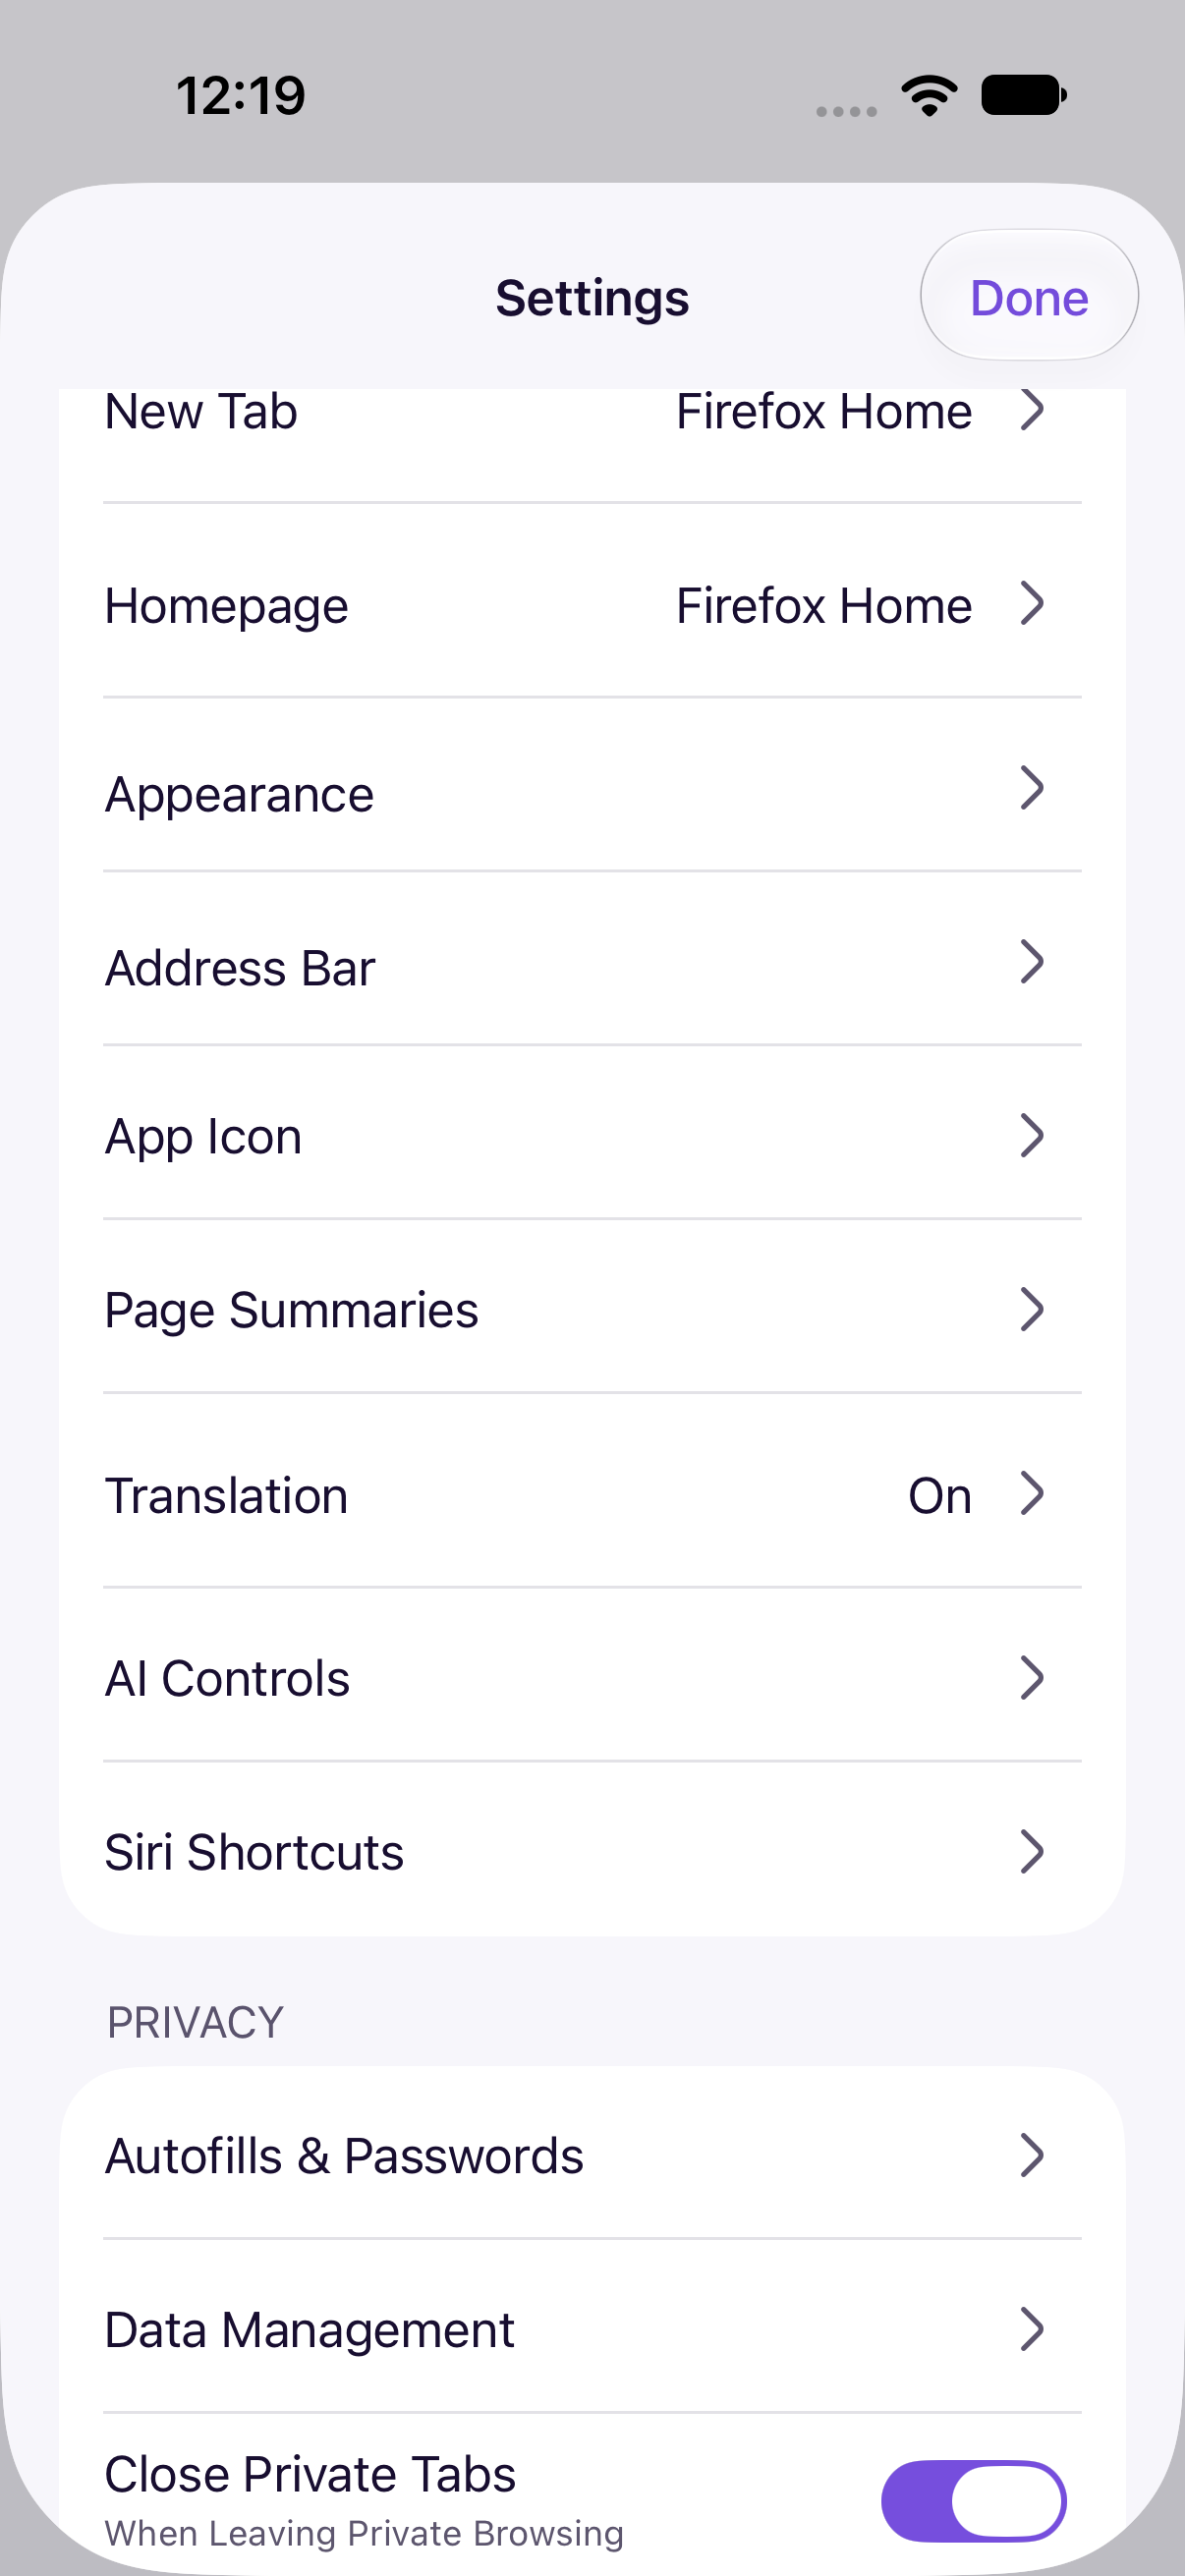 12:19
Settings
Done
New Tab
Firefox Home
Homepage
Firefox Home
Appearance
Address Bar
App Icon
Page Summaries
Translation
On
AI Controls
Siri Shortcuts
PRIVACY
Autofills & Passwords
Data Management
Close Private Tabs
When Leaving Private Browsing